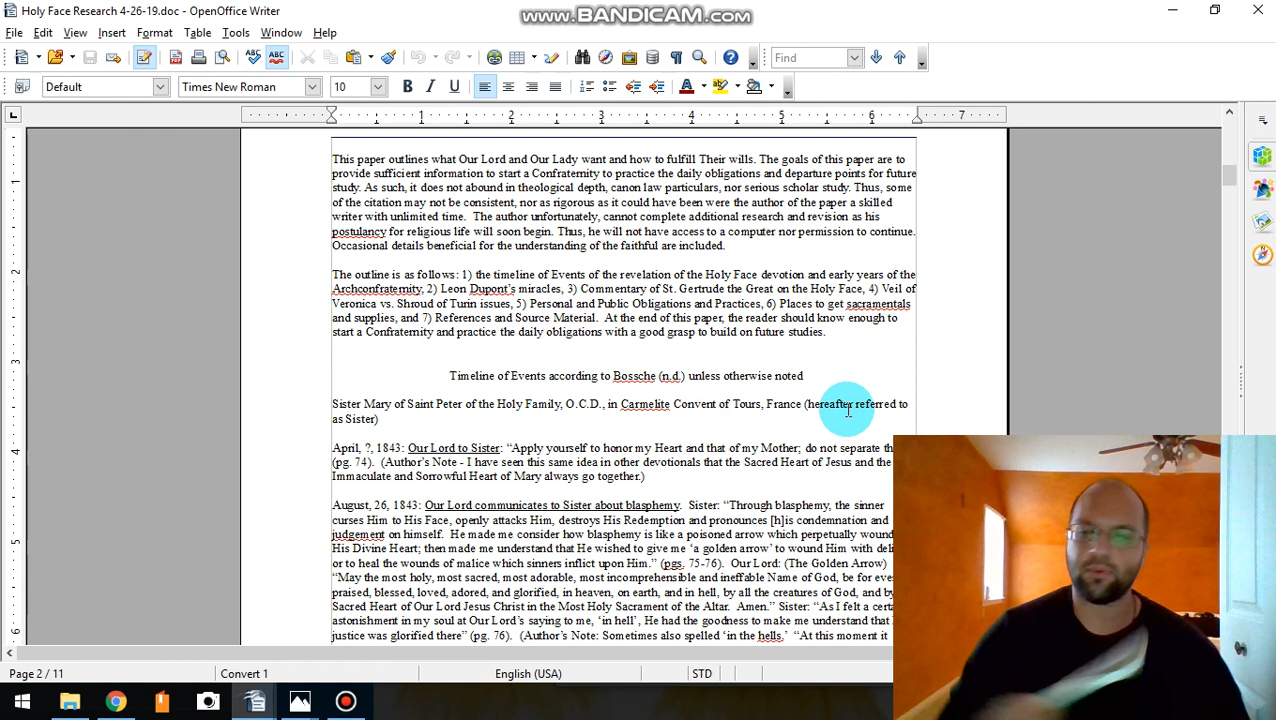 Holy Face Research 4-26-19.doc - OpenOffice Writer
www.BANDICAM.com
File Edit View Insert Format Table Tools Window Help
Find
Default Times New Roman 10 B I U A
1 2 3 4 5 6 7
This paper outlines what Our Lord and Our Lady want and how to fulfill Their wills. The goals of this paper are to
provide sufficient information to start a Confraternity to practice the daily obligations and departure points for future
study. As such, it does not abound in theological depth, canon law particulars, nor serious scholar study. Thus, some
of the citation may not be consistent, nor as rigorous as it could have been were the author of the paper a skilled
writer with unlimited time. The author unfortunately, cannot complete additional research and revision as his
postulancy for religious life will soon begin. Thus, he will not have access to a computer nor permission to continue.
Occasional details beneficial for the understanding of the faithful are included.
The outline is as follows: 1) the timeline of Events of the revelation of the Holy Face devotion and early years of the
Archconfraternity, 2) Leon Dupont's miracles, 3) Commentary of St. Gertrude the Great on the Holy Face, 4) Veil of
Veronica vs. Shroud of Turin issues, 5) Personal and Public Obligations and Practices, 6) Places to get sacramentals
and supplies, and 7) References and Source Material. At the end of this paper, the reader should know enough to
start a Confraternity and practice the daily obligations with a good grasp to build on future studies.
Timeline of Events according to Bossche (n.d.) unless otherwise noted
Sister Mary of Saint Peter of the Holy Family, O.C.D., in Carmelite Convent of Tours, France (hereafter referred to
as Sister)
April, ?, 1843: Our Lord to Sister: “Apply yourself to honor my Heart and that of my Mother; do not separate
(pg. 74). (Author's Note - I have seen this same idea in other devotionals that the Sacred Heart of Jesus and the
Immaculate and Sorrowful Heart of Mary always go together.)
August, 26, 1843: Our Lord communicates to Sister about blasphemy. Sister: “Through blasphemy, the sinner
curses Him to His Face, openly attacks Him, destroys His Redemption and pronounces [h]is condemnation and
judgement on himself. He made me consider how blasphemy is like a poisoned arrow which perpetually
His Divine Heart; then made me understand that He wished to give me ‘a golden arrow’ to wound Him with
or to heal the wounds of malice which sinners inflict upon Him.” (pgs. 75-76). Our Lord: (The Golden Arrow)
“May the most holy, most sacred, most adorable, most incomprehensible and ineffable Name of God, be for
praised, blessed, loved, adored, and glorified, in heaven, on earth, and in hell, by all the creatures of God, and by
Sacred Heart of Our Lord Jesus Christ in the Most Holy Sacrament of the Altar. Amen.” Sister: “As I felt a
astonishment in my soul at Our Lord's saying to me, ‘in hell’, He had the goodness to make me understand that
justice was glorified there” (pg. 76). (Author's Note: Sometimes also spelled ‘in the hells.’ “At this moment it
Page 2 / 11 Convert 1 English (USA) STD